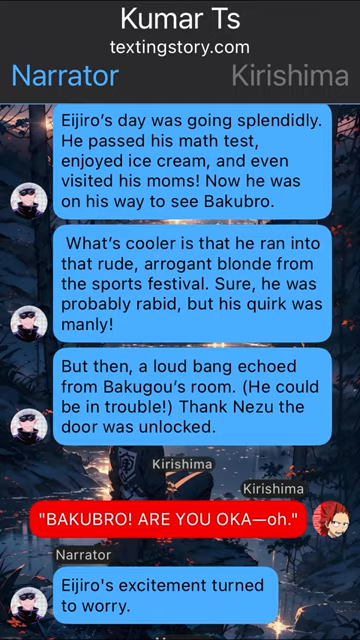 Kumar Ts
textingstory.com
Narrator Kirishima
Eijiro’s day was going splendidly.
He passed his math test,
enjoyed ice cream, and even
visited his moms! Now he was
on his way to see Bakubro.
What’s cooler is that he ran into
that rude, arrogant blonde from
the sports festival. Sure, he was
probably rabid, but his quirk was
manly!
But then, a loud bang echoed
from Bakugou’s room. (He could
be in trouble!) Thank Nezu the
door was unlocked.
Kirishima
Kirishima
"BAKUBRO! ARE YOU OKA—oh."
Narrator
Eijiro's excitement turned
to worry.